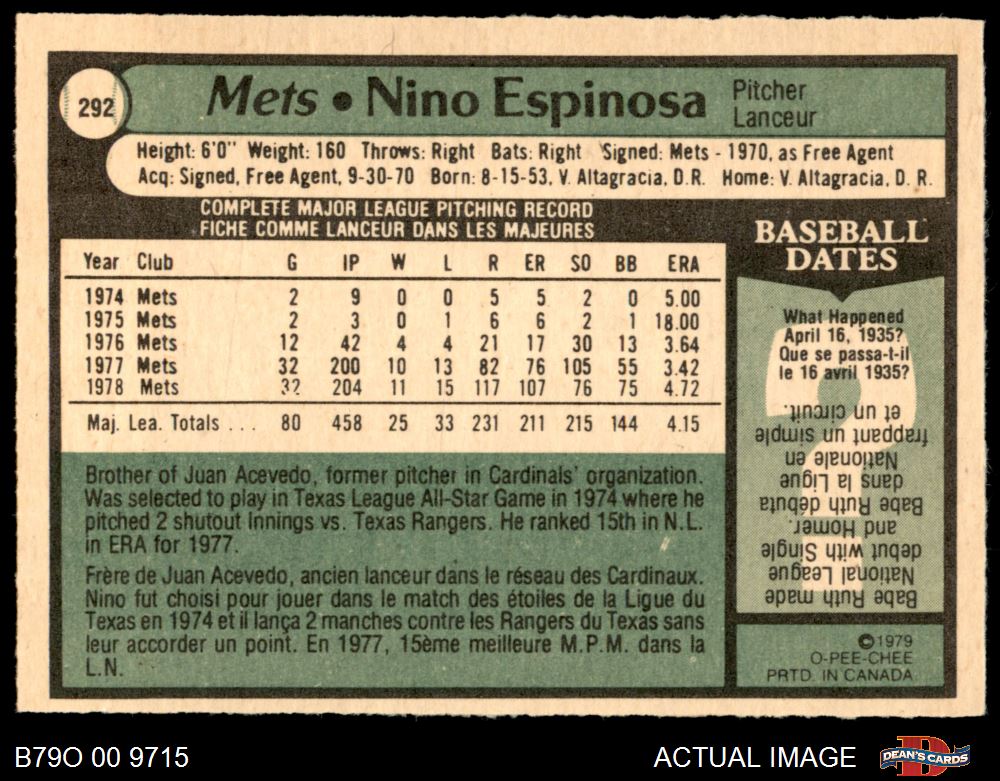 292
Mets • Nino Espinosa
Pitcher
Lanceur
Height: 6'0" Weight: 160 Throws: Right Bats: Right Signed: Mets - 1970, as Free Agent
Acq: Signed, Free Agent, 9-30-70 Born: 8-15-53, V. Altagracia, D.R. Home: V. Altagracia, D. R.
COMPLETE MAJOR LEAGUE PITCHING RECORD
FICHE COMME LANCEUR DANS LES MAJEURES
Year Club G IP W L R ER SO BB ERA
1974 Mets 2 9 0 0 5 5 2 0 5.00
1975 Mets 2 3 0 1 6 6 2 1 18.00
1976 Mets 12 42 4 4 21 17 30 13 3.64
1977 Mets 32 200 10 13 82 76 105 55 3.42
1978 Mets 32 204 11 15 117 107 76 75 4.72
Maj. Lea. Totals ... 80 458 25 33 231 211 215 144 4.15
Brother of Juan Acevedo, former pitcher in Cardinals' organization.
Was selected to play in Texas League All-Star Game in 1974 where he
pitched 2 shutout innings vs. Texas Rangers. He ranked 15th in N.L.
in ERA for 1977.
Frère de Juan Acevedo, ancien lanceur dans le réseau des Cardinaux.
Nino fut choisi pour jouer dans le match des étoiles de la Ligue du
Texas en 1974 et il lança 2 manches contre les Rangers du Texas sans
leur accorder un point. En 1977, 15ème meilleure M.P.M. dans la
L.N.
BASEBALL
DATES
What Happened
April 16, 1935?
Que se passa-t-il
le 16 avril 1935?
Babe Ruth made
National League
debut with Single
and Homer.
Babe Ruth débuta
dans la Ligue
Nationale en
frappant un simple
et un circuit.
©1979
O-PEE-CHEE
PRTD. IN CANADA
B79O 00 9715
ACTUAL IMAGE
DEAN'S CARDS